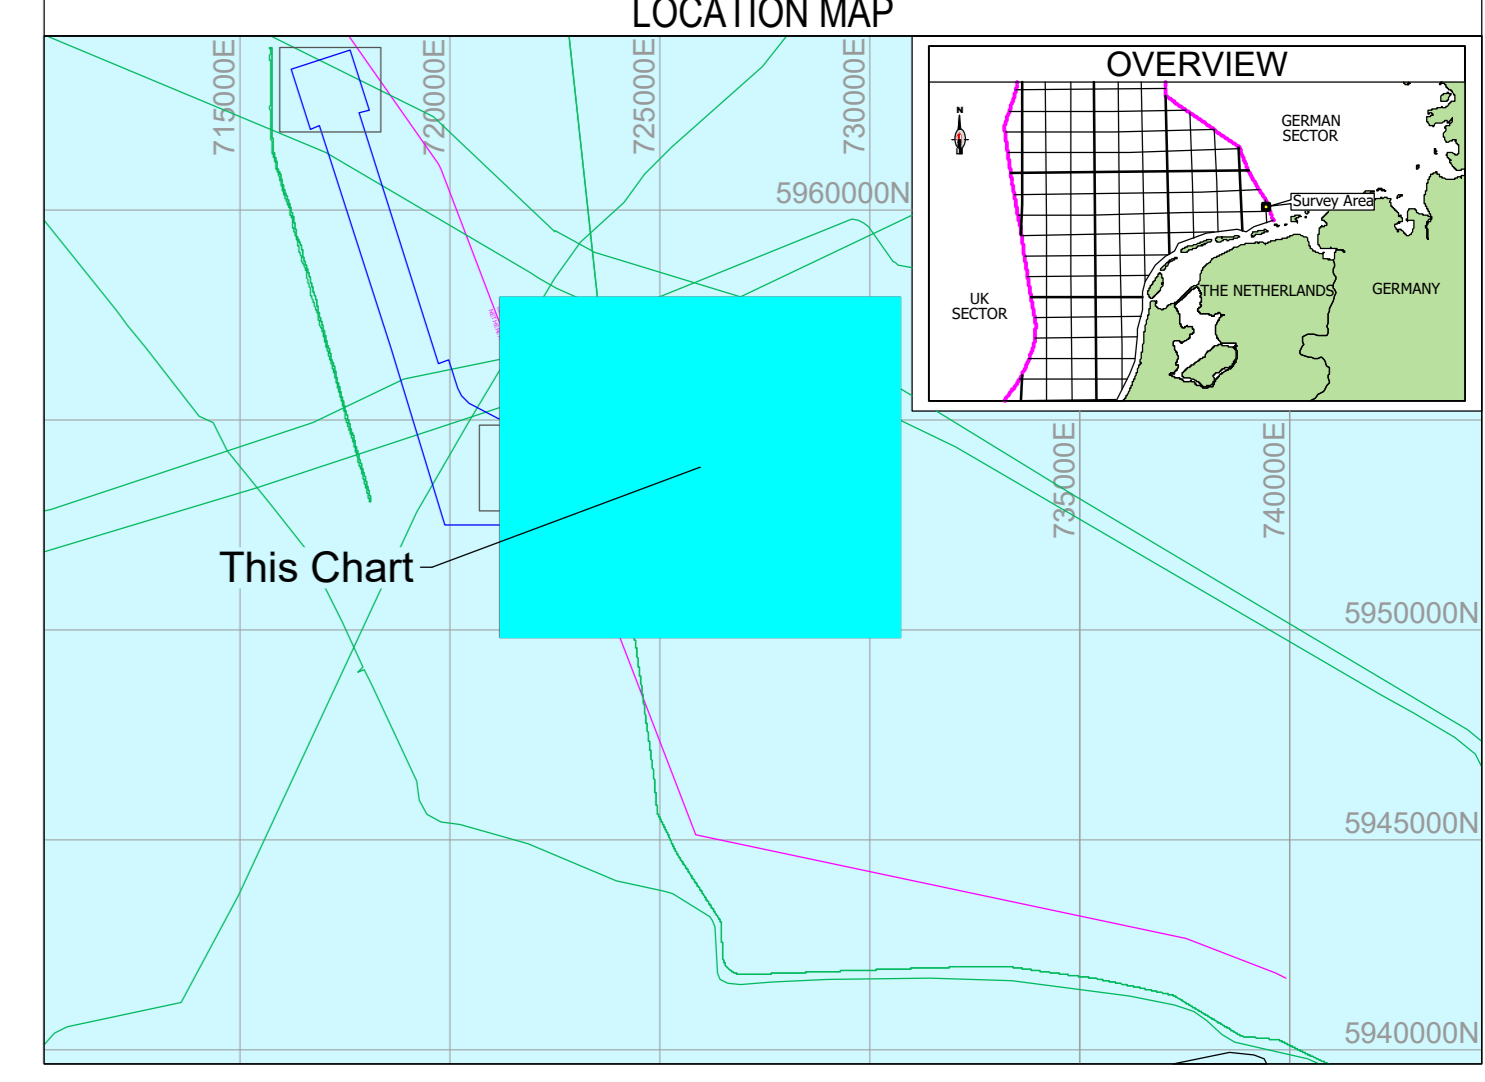 LOCATION MAP
715000E
720000E
725000E
730000E
OVERVIEW
N
GERMAN
SECTOR
5960000N
Survey Area
UK
SECTOR
THE NETHERLANDS
GERMANY
735000E
740000E
This Chart
5950000N
5945000N
5940000N